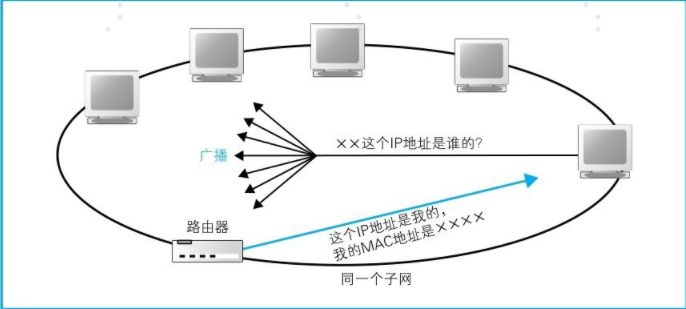 ××这个IP地址是谁的?
广播
路由器
这个IP地址是我的，
我的MAC地址是××××
同一个子网